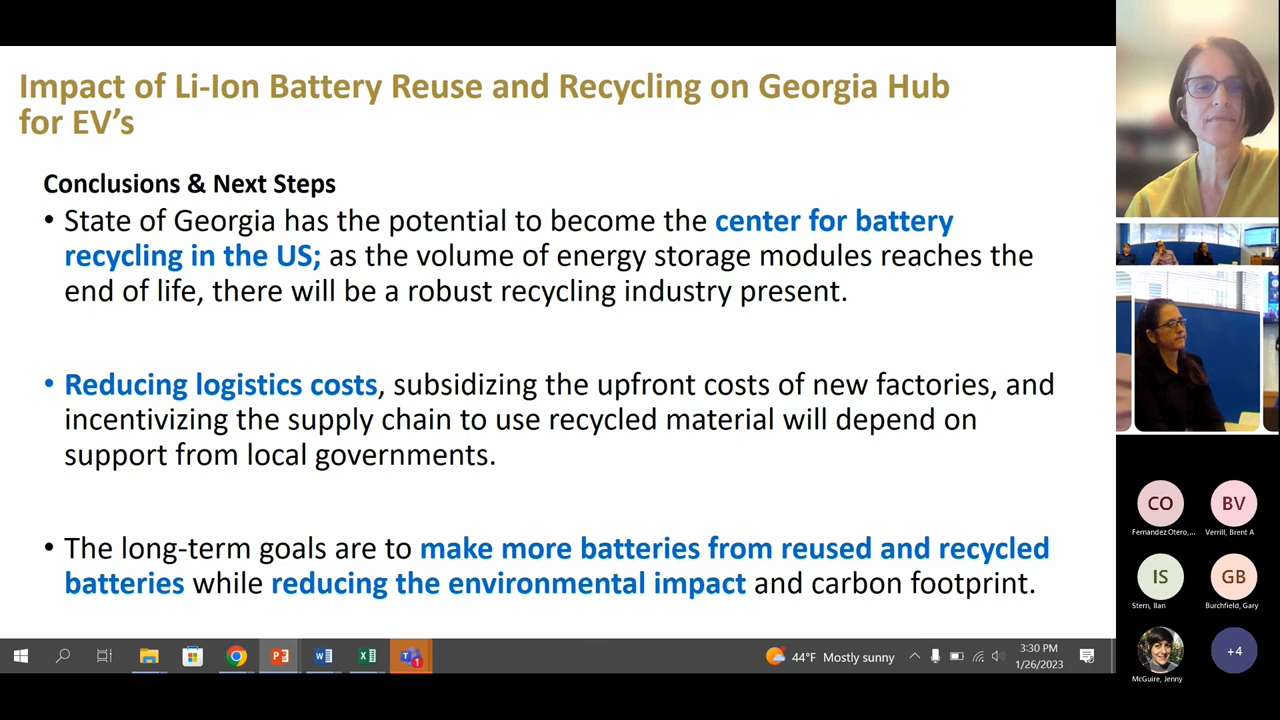 Impact of Li-Ion Battery Reuse and Recycling on Georgia Hub
for EV’s
Conclusions & Next Steps
• State of Georgia has the potential to become the center for battery
recycling in the US; as the volume of energy storage modules reaches the
end of life, there will be a robust recycling industry present.
• Reducing logistics costs, subsidizing the upfront costs of new factories, and
incentivizing the supply chain to use recycled material will depend on
support from local governments.
• The long-term goals are to make more batteries from reused and recycled
batteries while reducing the environmental impact and carbon footprint.
CO
BV
Fernandez Otero,...
Verrill, Brent A
IS
GB
Stern, Ilan
Burchfield, Gary
+4
McGuire, Jenny
1
44°F Mostly sunny
3:30 PM
1/26/2023